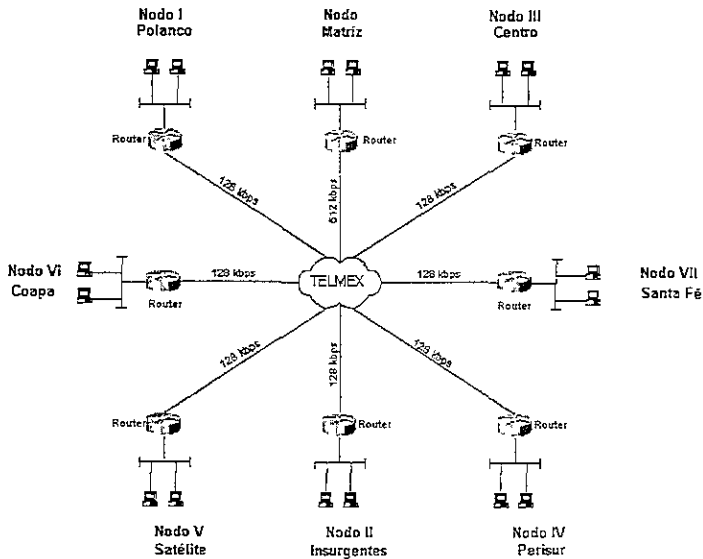 Nodo I
Polanco
Nodo
Matriz
Nodo III
Centro
Router
Router
Router
128 kbps
512 kbps
128 kbps
Nodo VI
Coapa
Router
128 kbps
TELMEX
128 kbps
Router
Nodo VII
Santa Fé
128 kbps
128 kbps
128 kbps
Router
Router
Router
Nodo V
Satélite
Nodo II
Insurgentes
Nodo IV
Perisur